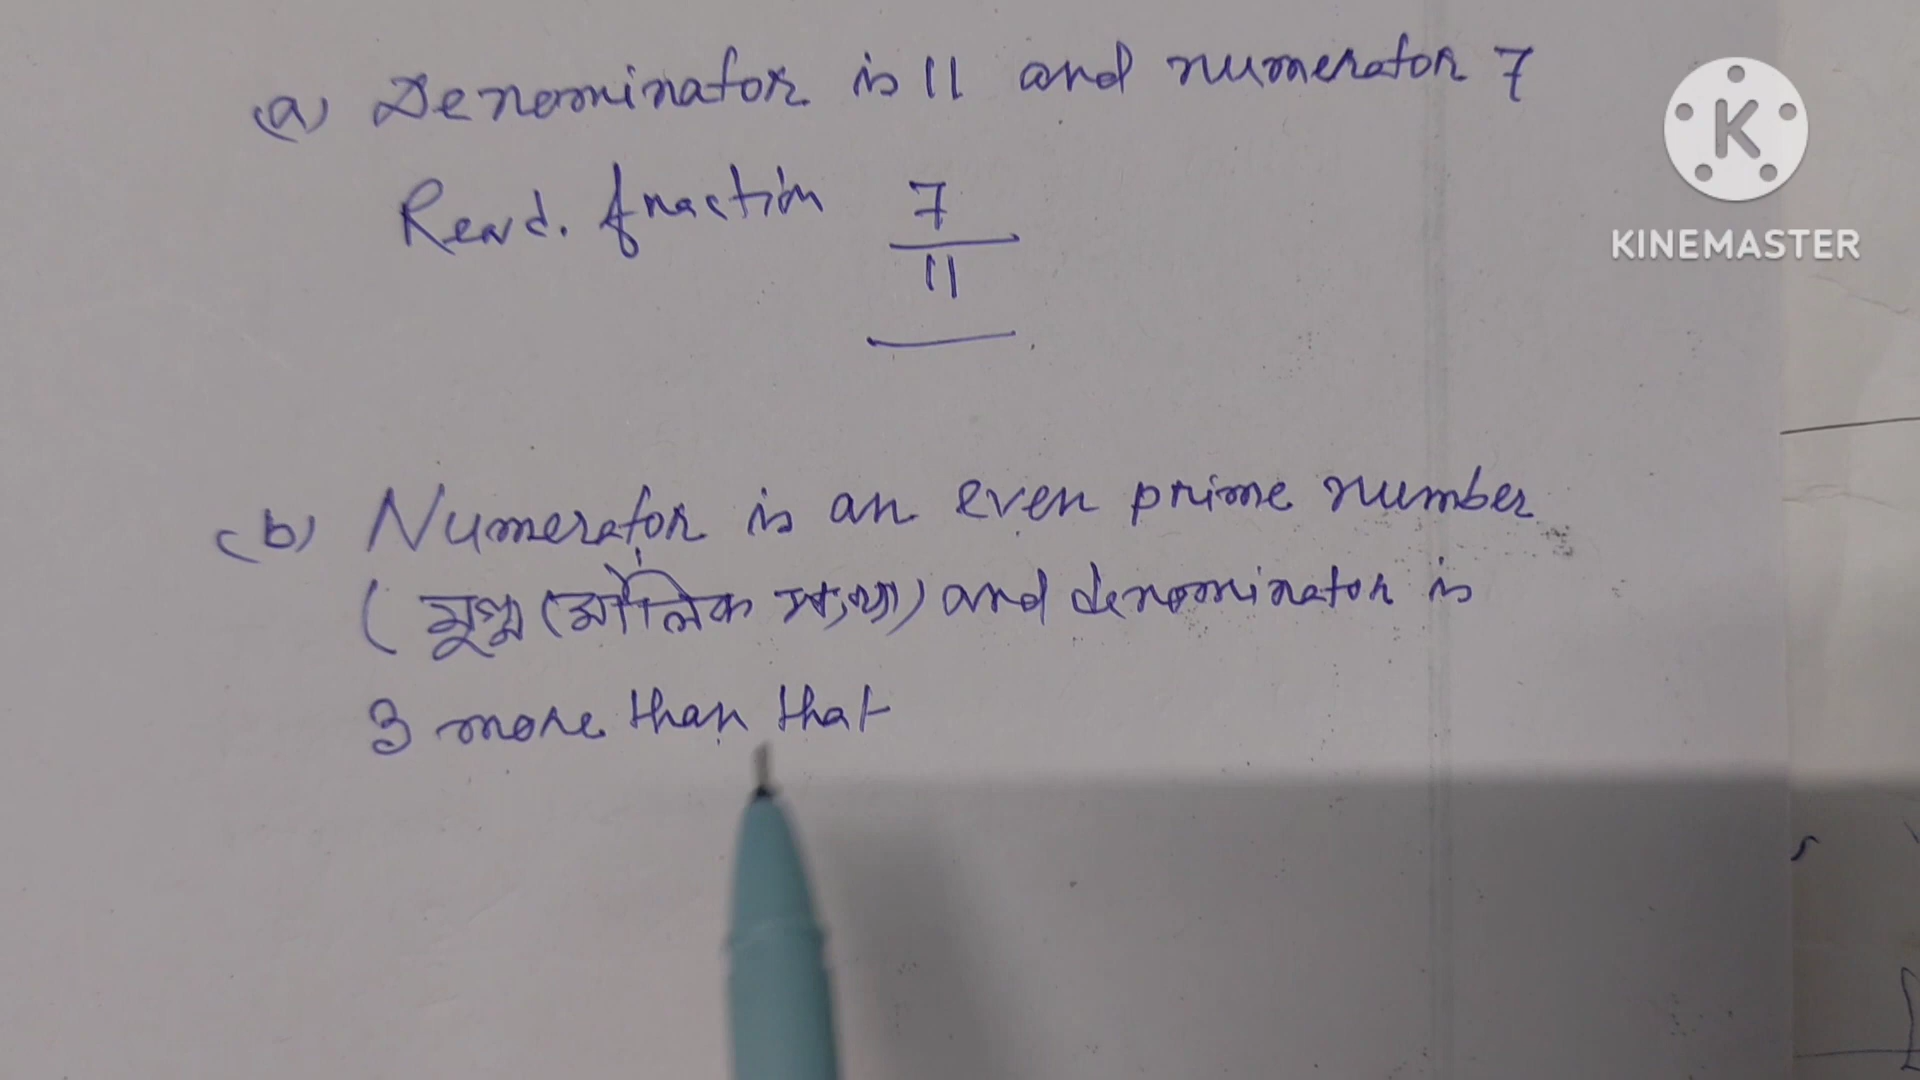 (a) Denominator is 11 and numerator 7
K
KINEMASTER
Reqd. fraction 7
11
(b) Numerator is an even prime number
(যুগ্ম মৌলিক সংখ্যা) and denominator is
3 more than that